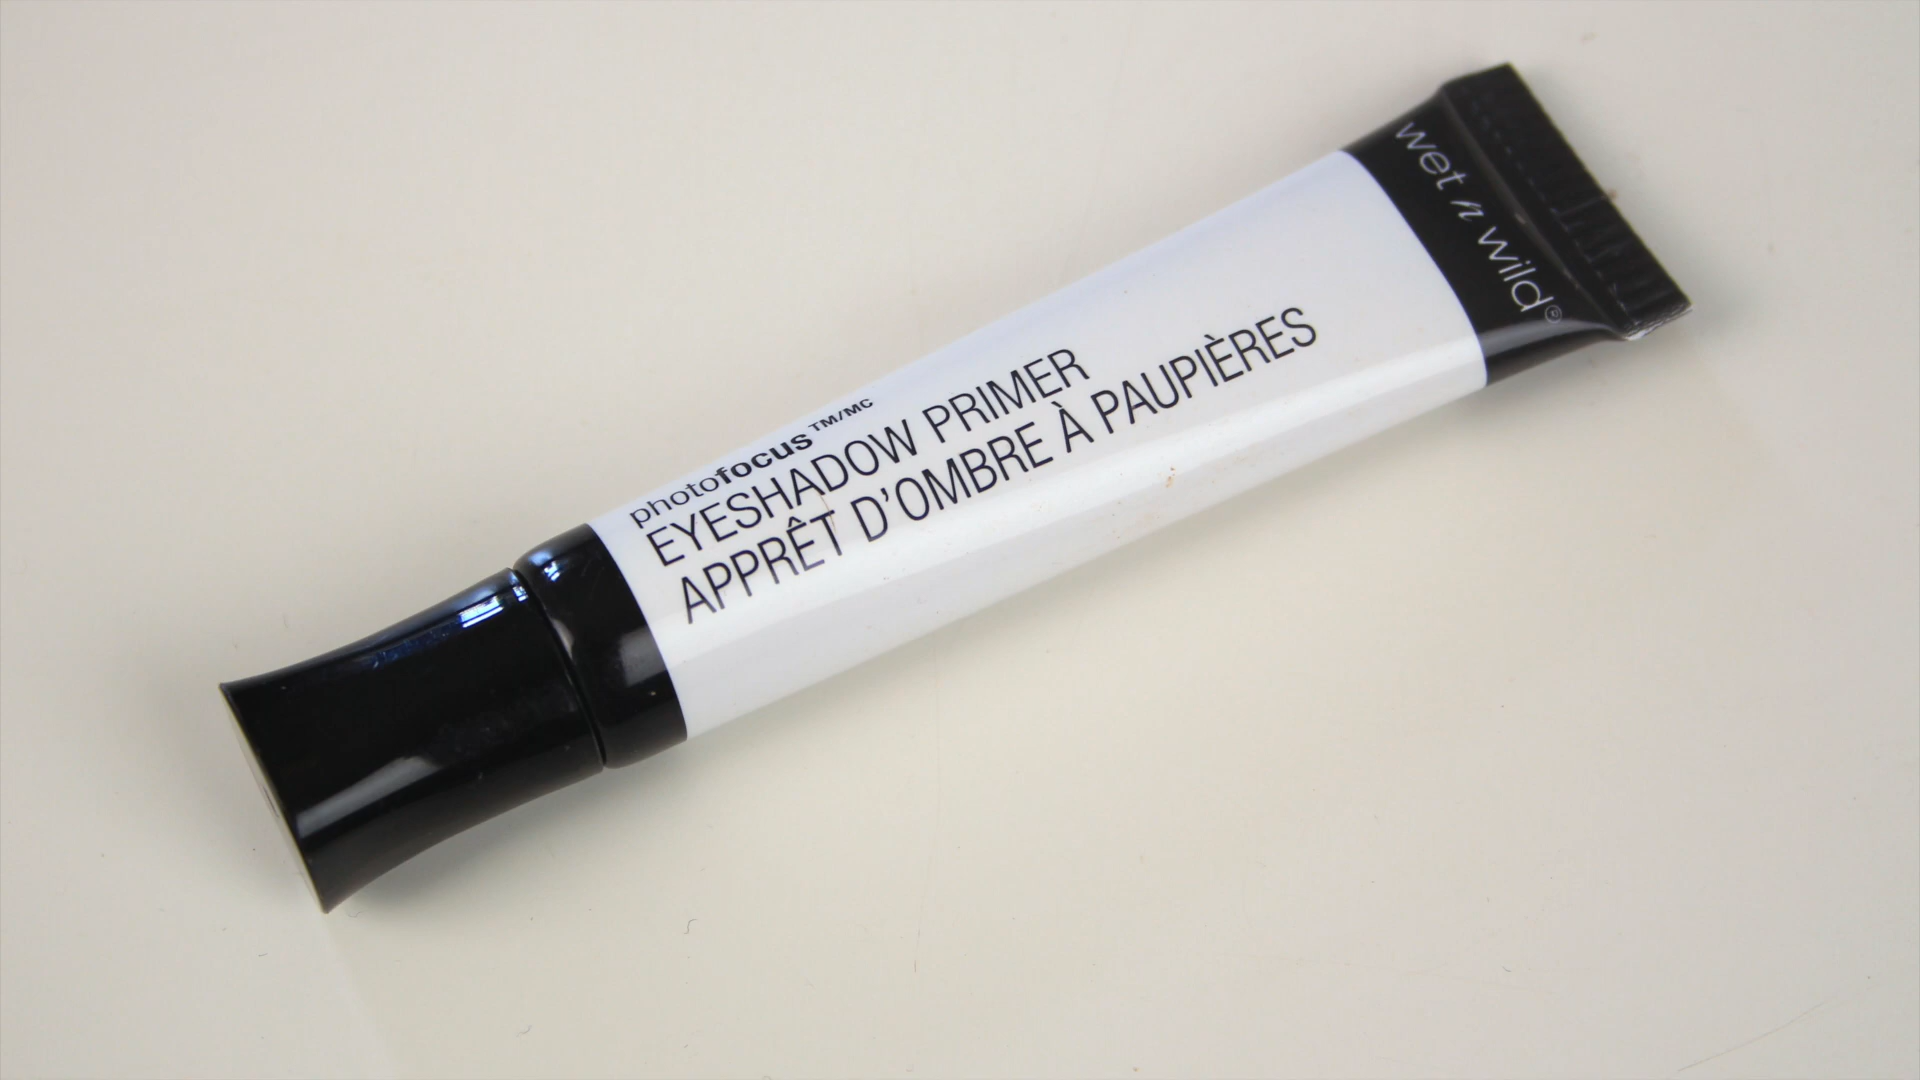 photofocus™/MC
EYESHADOW PRIMER
APPRÊT D'OMBRE À PAUPIÈRES
wet n wild®